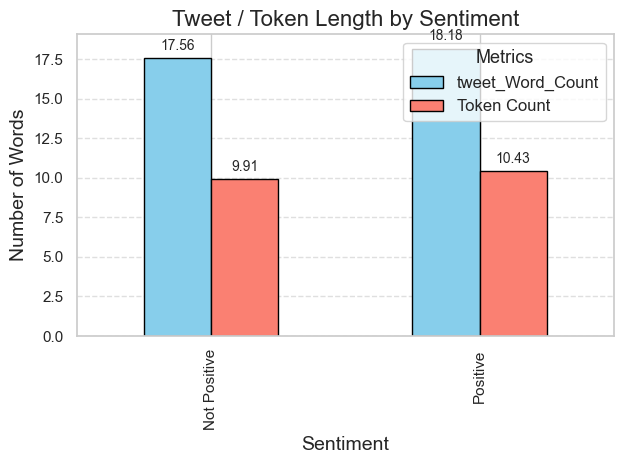 Tweet / Token Length by Sentiment
Number of Words
17.5
15.0
12.5
10.0
7.5
5.0
2.5
0.0
17.56
9.91
18.18
10.43
Metrics
tweet_Word_Count
Token Count
Not Positive
Positive
Sentiment